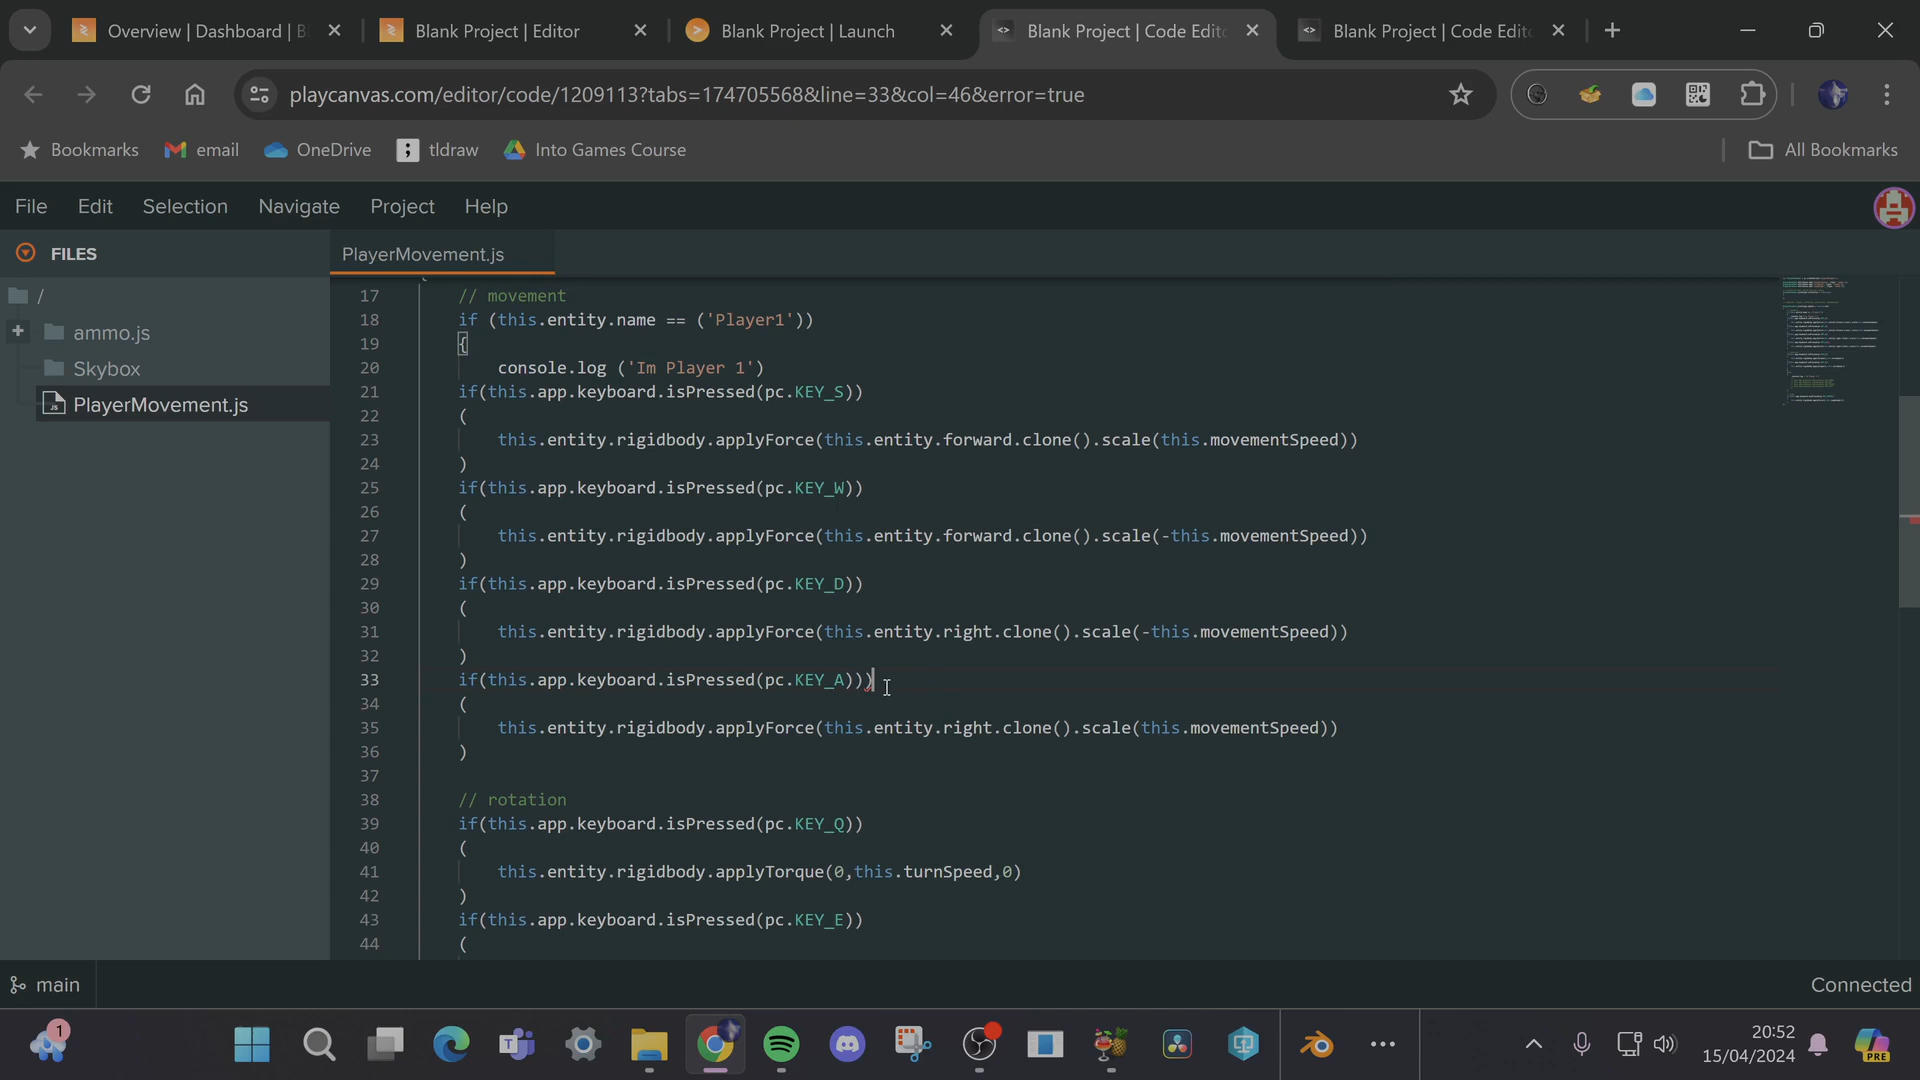 Overview | Dashboard | B
Blank Project | Editor
Blank Project | Launch
Blank Project | Code Edito
Blank Project | Code Edito
playcanvas.com/editor/code/1209113?tabs=174705568&line=33&col=46&error=true
Bookmarks
email
OneDrive
tldraw
Into Games Course
All Bookmarks
File
Edit
Selection
Navigate
Project
Help
FILES
PlayerMovement.js
/
ammo.js
Skybox
PlayerMovement.js
17 // movement
18 if (this.entity.name == ('Player1'))
19 {
20 console.log ('Im Player 1')
21 if(this.app.keyboard.isPressed(pc.KEY_S))
22 (
23 this.entity.rigidbody.applyForce(this.entity.forward.clone().scale(this.movementSpeed))
24 )
25 if(this.app.keyboard.isPressed(pc.KEY_W))
26 (
27 this.entity.rigidbody.applyForce(this.entity.forward.clone().scale(-this.movementSpeed))
28 )
29 if(this.app.keyboard.isPressed(pc.KEY_D))
30 (
31 this.entity.rigidbody.applyForce(this.entity.right.clone().scale(-this.movementSpeed))
32 )
33 if(this.app.keyboard.isPressed(pc.KEY_A)))
34 (
35 this.entity.rigidbody.applyForce(this.entity.right.clone().scale(this.movementSpeed))
36 )
37
38 // rotation
39 if(this.app.keyboard.isPressed(pc.KEY_Q))
40 (
41 this.entity.rigidbody.applyTorque(0,this.turnSpeed,0)
42 )
43 if(this.app.keyboard.isPressed(pc.KEY_E))
44 (
main
Connected
1
20:52
15/04/2024
PRE